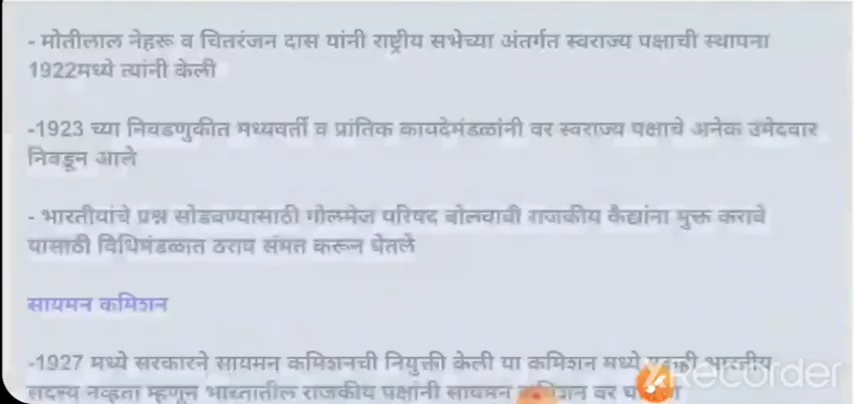 - मोतीलाल नेहरू व चितरंजन दास यांनी राष्ट्रीय सभेच्या अंतर्गत स्वराज्य पक्षाची स्थापना
1922मध्ये त्यांनी केली
-1923 च्या निवडणुकीत मध्यवर्ती व प्रांतिक कायदेमंडळांनी वर स्वराज्य पक्षाचे अनेक उमेदवार
निवडून आले
- भारतीयांचे प्रश्न सोडवण्यासाठी गोलमेज परिषद बोलवावी राजकीय कैद्यांना मुक्त करावे
यासाठी विधिमंडळात ठराव संमत करून घेतले
सायमन कमिशन
-1927 मध्ये सरकारने सायमन कमिशनची नियुक्ती केली या कमिशन मध्ये भारतीय
सदस्य नव्हता म्हणून भारतातील राजकीय पक्षांनी सायमन वर
Recorder